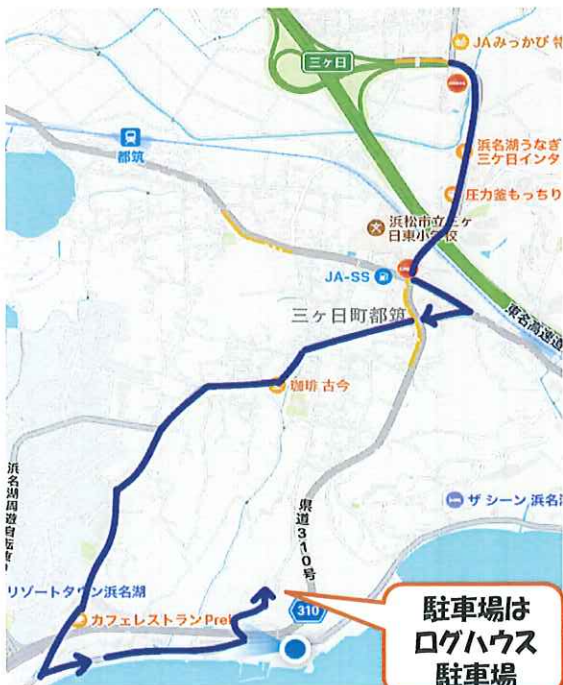 三ヶ日
JAみっかび 特
浜名湖うなぎ
三ケ日インタ
圧力釜もっちり
都筑
浜松市立三ヶ
日東小学校
JA-SS
三ヶ日町都筑
東名高速道
珈琲 古今
浜名湖周遊自転車
県道310号
ザ シーン 浜名湖
リゾートタウン浜名湖
カフェレストランPre
310
駐車場は
ログハウス
駐車場